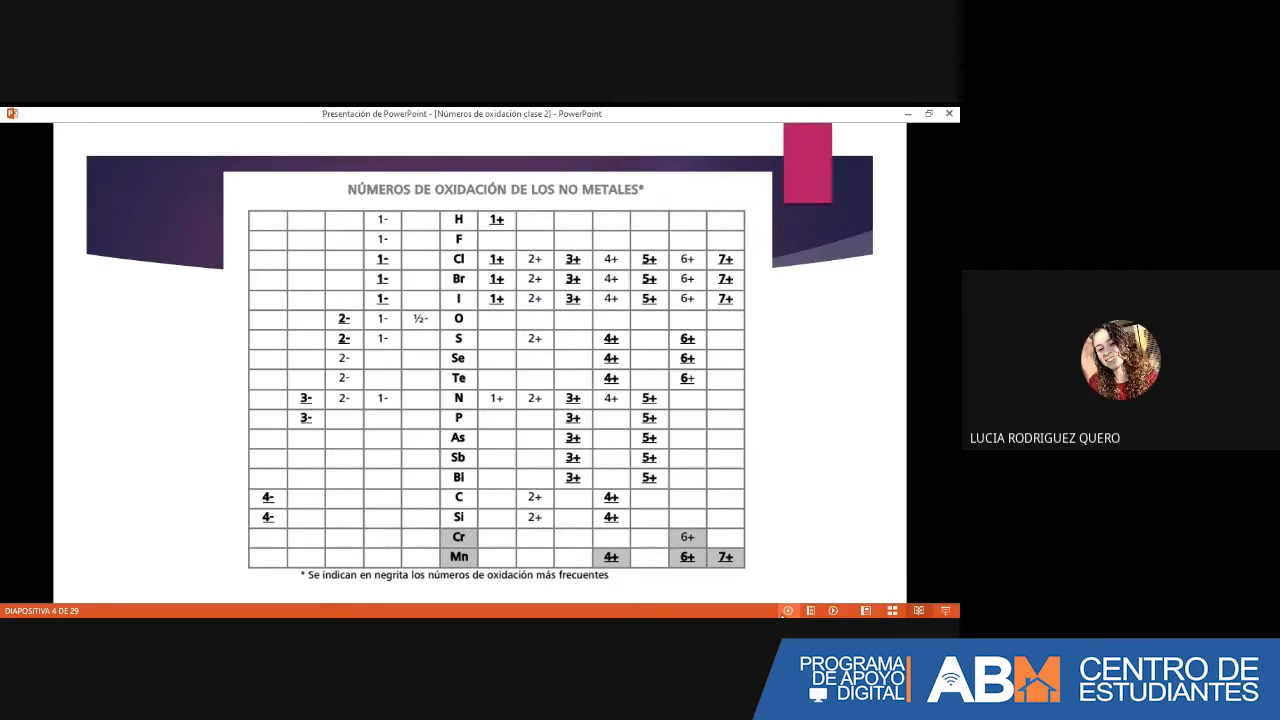 Presentación de PowerPoint - [Números de oxidación clase 2] - PowerPoint
NÚMEROS DE OXIDACIÓN DE LOS NO METALES*
1- H 1+
1- F
1- Cl 1+ 2+ 3+ 4+ 5+ 6+ 7+
1- Br 1+ 2+ 3+ 4+ 5+ 6+ 7+
1- I 1+ 2+ 3+ 4+ 5+ 6+ 7+
2- 1- ½- O
2- 1- S 2+ 4+ 6+
2- Se 4+ 6+
2- Te 4+ 6+
3- 2- 1- N 1+ 2+ 3+ 4+ 5+
3- P 3+ 5+
As 3+ 5+
Sb 3+ 5+
Bi 3+ 5+
4- C 2+ 4+
4- Si 2+ 4+
Cr 6+
Mn 4+ 6+ 7+
* Se indican en negrita los números de oxidación más frecuentes
DIAPOSITIVA 4 DE 29
LUCIA RODRIGUEZ QUERO
PROGRAMA
DE APOYO
DIGITAL
ABM
CENTRO DE
ESTUDIANTES